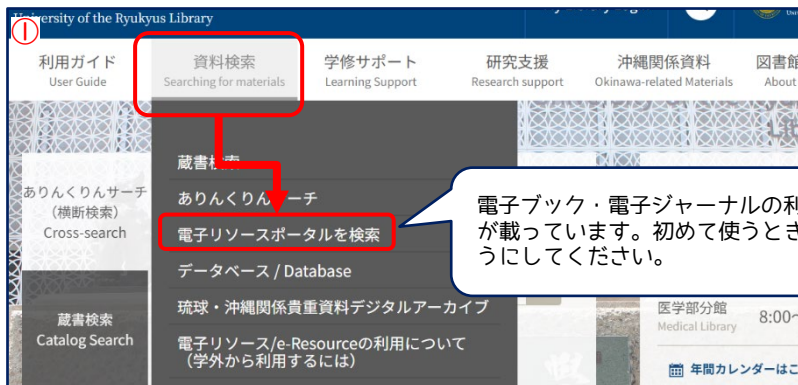 University of the Ryukyus Library
①
利用ガイド
User Guide
資料検索
Searching for materials
学修サポート
Learning Support
研究支援
Research support
沖縄関係資料
Okinawa-related Materials
図書館
About
蔵書検索
ありんくりんサーチ
電子リソースポータルを検索
データベース / Database
琉球・沖縄関係貴重資料デジタルアーカイブ
電子リソース/e-Resourceの利用について
（学外から利用するには）
ありんくりんサーチ
（横断検索）
Cross-search
蔵書検索
Catalog Search
電子ブック・電子ジャーナルの利
が載っています。初めて使うとき
うにしてください。
医学部分館
Medical Library
8:00~
年間カレンダーはこ